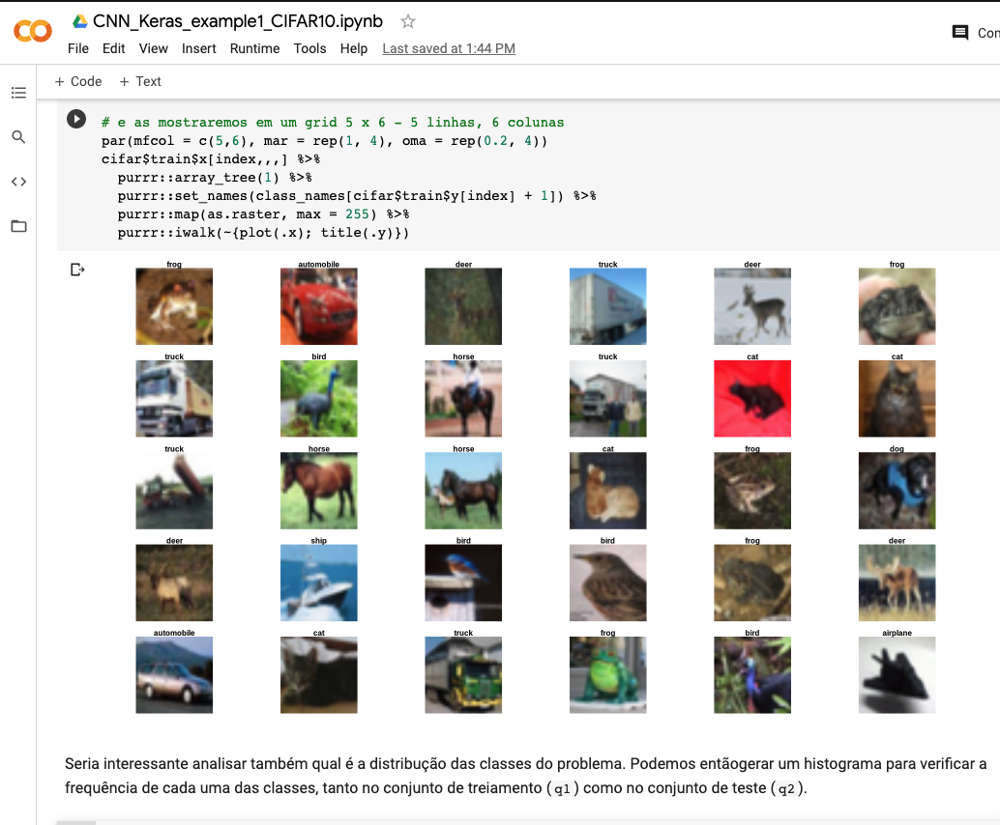 CNN_Keras_example1_CIFAR10.ipynb
Con
File Edit View Insert Runtime Tools Help Last saved at 1:44 PM
+ Code + Text
# e as mostraremos em um grid 5 x 6 - 5 linhas, 6 colunas
par(mfcol = c(5,6), mar = rep(1, 4), oma = rep(0.2, 4))
cifar$train$x[index,,,] %>%
purrr::array_tree(1) %>%
purrr::set_names(class_names[cifar$train$y[index] + 1]) %>%
purrr::map(as.raster, max = 255) %>%
purrr::iwalk(~{plot(.x); title(.y)})
frog automobile deer truck deer frog
truck bird horse truck cat cat
truck horse horse cat frog dog
deer ship bird bird frog deer
automobile cat truck frog bird airplane
Seria interessante analisar também qual é a distribução das classes do problema. Podemos entãogerar um histograma para verificar a
frequência de cada uma das classes, tanto no conjunto de treiamento (q1) como no conjunto de teste (q2).